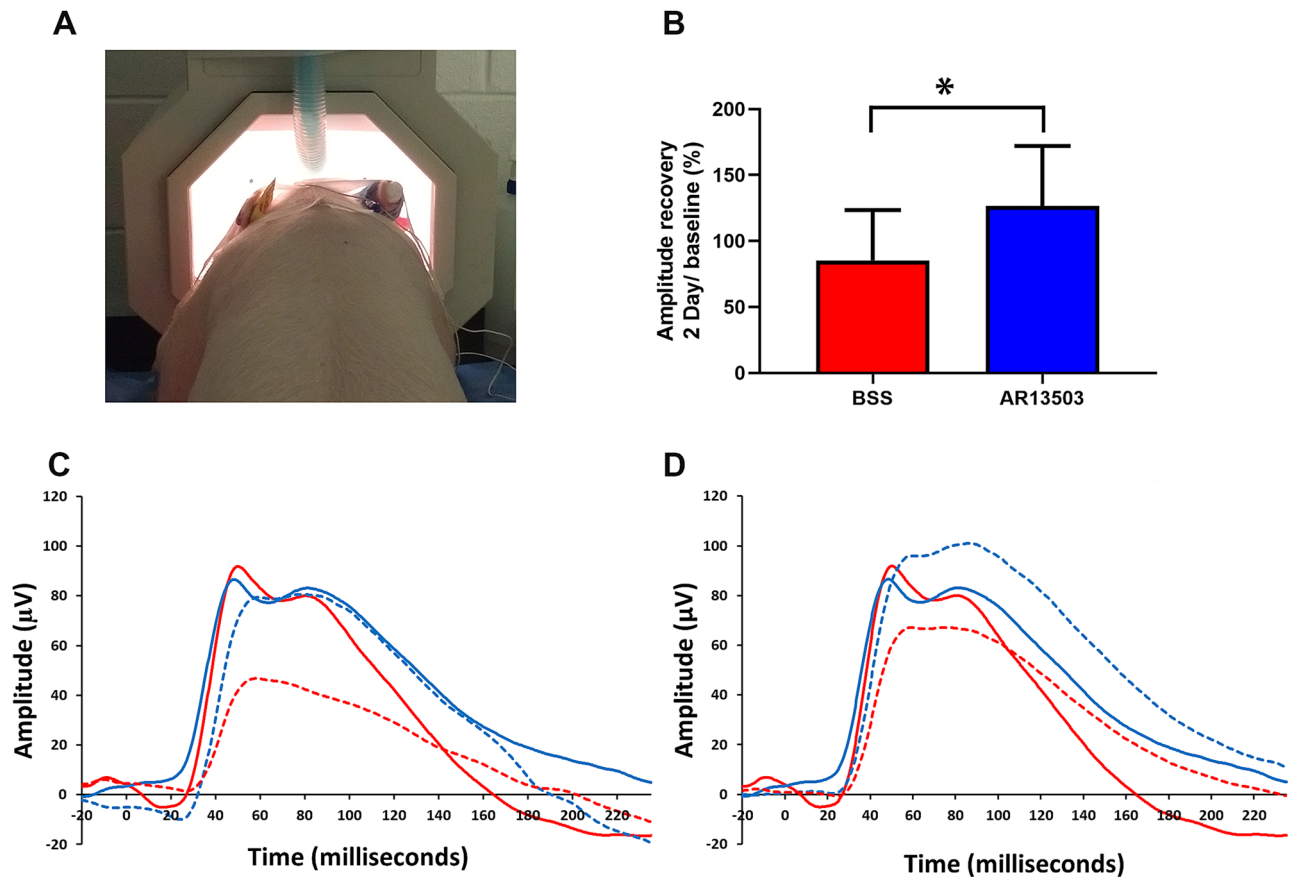 A
B
Amplitude recovery
2 Day/ baseline (%)
200
150
100
50
0
*
BSS
AR13503
C
Amplitude (µV)
120
100
80
60
40
20
0
-20
-20 0 20 40 60 80 100 120 140 160 180 200 220
Time (milliseconds)
D
Amplitude (µV)
120
100
80
60
40
20
0
-20
-20 0 20 40 60 80 100 120 140 160 180 200 220
Time (milliseconds)